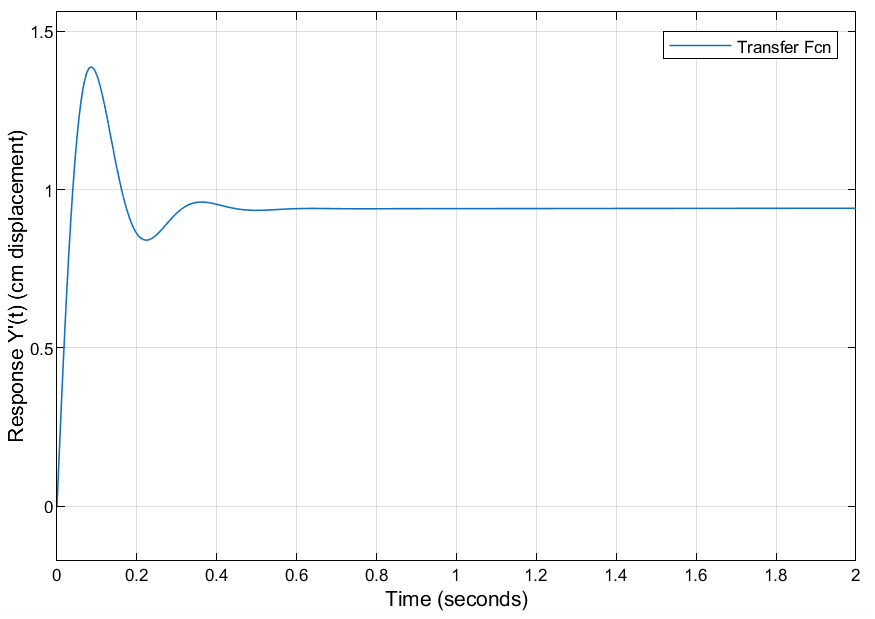 1.5
1
0.5
0
Response Y'(t) (cm displacement)
Transfer Fcn
0 0.2 0.4 0.6 0.8 1 1.2 1.4 1.6 1.8 2
Time (seconds)